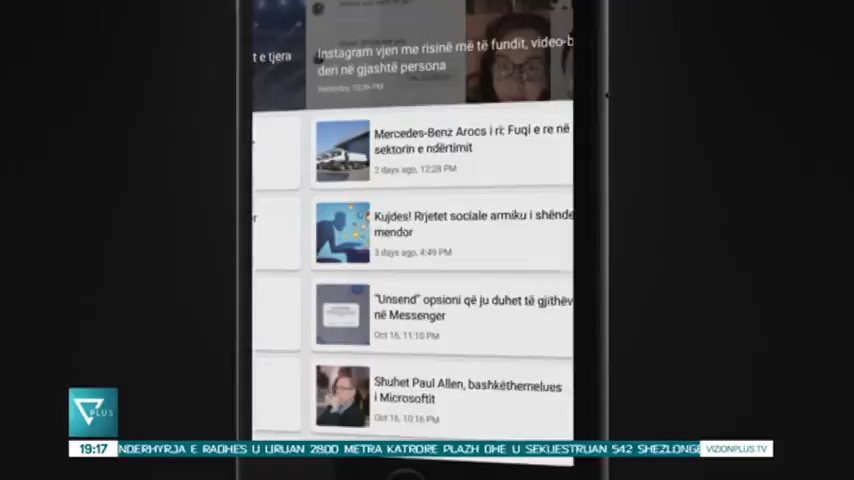 t e tjera
Instagram vjen me risinë më të fundit, video-b
deri në gjashtë persona
Yesterday, 12:34 PM
Mercedes-Benz Arocs i ri: Fuqi e re në
sektorin e ndërtimit
2 days ago, 12:28 PM
Kujdes! Rrjetet sociale armiku i shënde
mendor
3 days ago, 4:49 PM
"Unsend" opsioni që ju duhet të gjithëv
në Messenger
Oct 16, 11:10 PM
Shuhet Paul Allen, bashkëthemelues
i Microsoftit
Oct 16, 10:16 PM
PLUS
19:17 NDERHYRJA E RADHES U LIRUAN 2800 METRA KATRORE PLAZH DHE U SEKUESTRUAN 542 SHEZLONGE VIZIONPLUS.TV